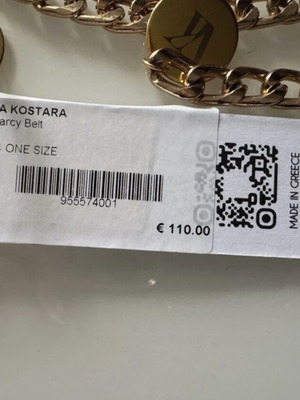 A KOSTARA
arcy Belt
ONE SIZE
955574001
€ 110.00
MADE IN GREECE